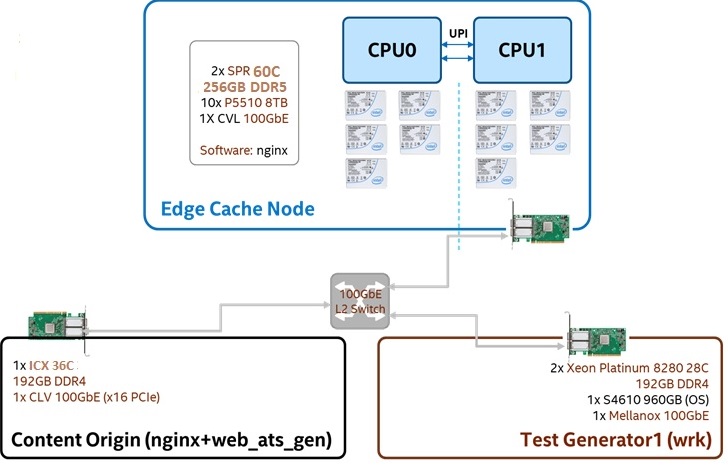 UPI
CPU0
CPU1
2x SPR 60C
256GB DDR5
10x P5510 8TB
1X CVL 100GbE
Software: nginx
Edge Cache Node
100GbE
L2 Switch
1x ICX 36C
192GB DDR4
1x CLV 100GbE (x16 PCIe)
Content Origin (nginx+web_ats_gen)
2x Xeon Platinum 8280 28C
192GB DDR4
1x S4610 960GB (OS)
1x Mellanox 100GbE
Test Generator1 (wrk)